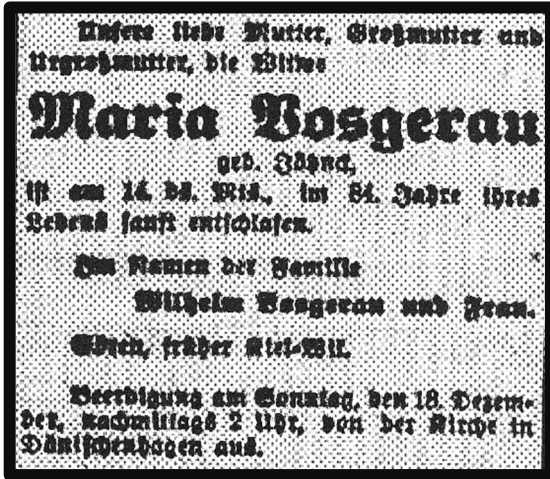 Unsere liebe Mutter, Großmutter und
Urgroßmutter, die Witwe
Maria Vosgerau
geb. Jöhnck,
ist am 14. ds. Mts., im 84. Jahre ihres
Lebens sanft entschlafen.
Im Namen der Familie
Wilhelm Vosgerau und Frau.
früher Kiel-Wik.
Beerdigung am Sonntag, den 18. Dezem-
ber, nachmittags 2 Uhr, von der Kirche in
Dänischenhagen aus.